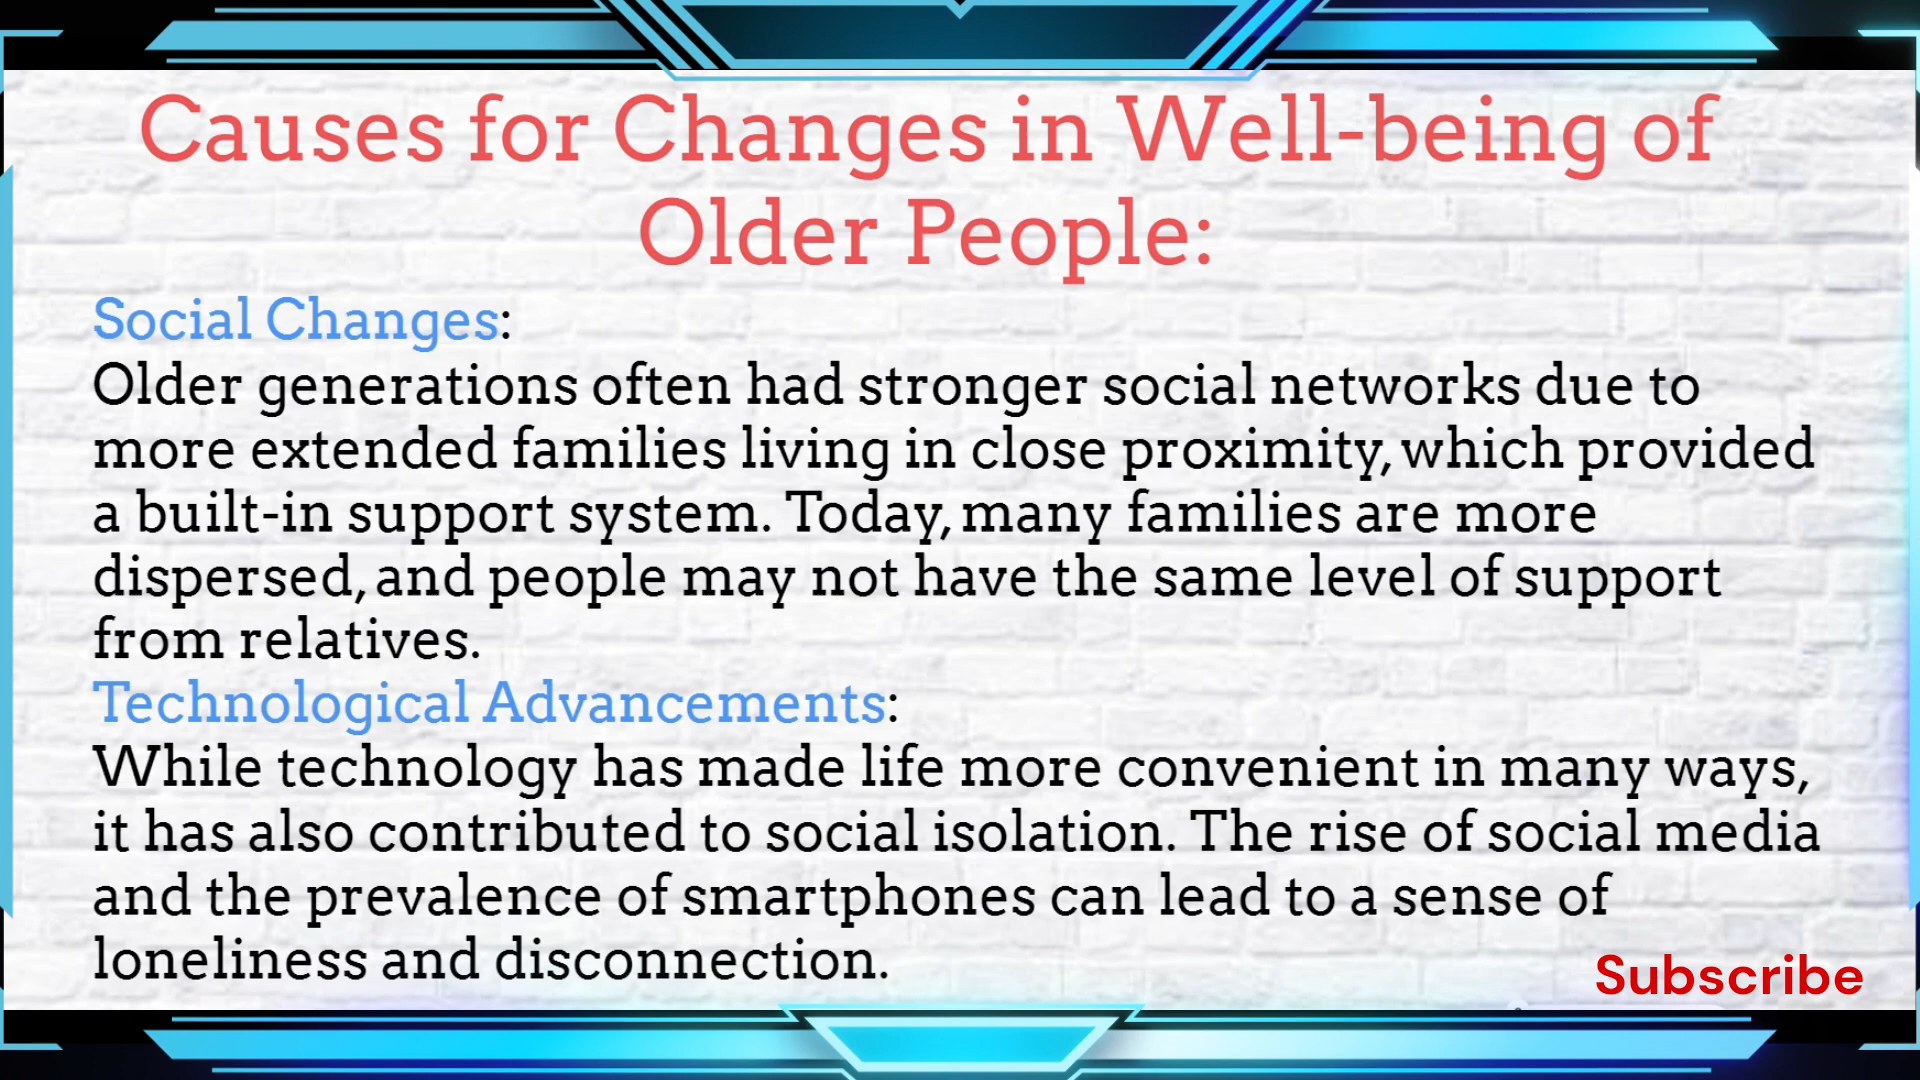 Causes for Changes in Well-being of
Older People:
Social Changes:
Older generations often had stronger social networks due to
more extended families living in close proximity, which provided
a built-in support system. Today, many families are more
dispersed, and people may not have the same level of support
from relatives.
Technological Advancements:
While technology has made life more convenient in many ways,
it has also contributed to social isolation. The rise of social media
and the prevalence of smartphones can lead to a sense of
loneliness and disconnection.
Subscribe